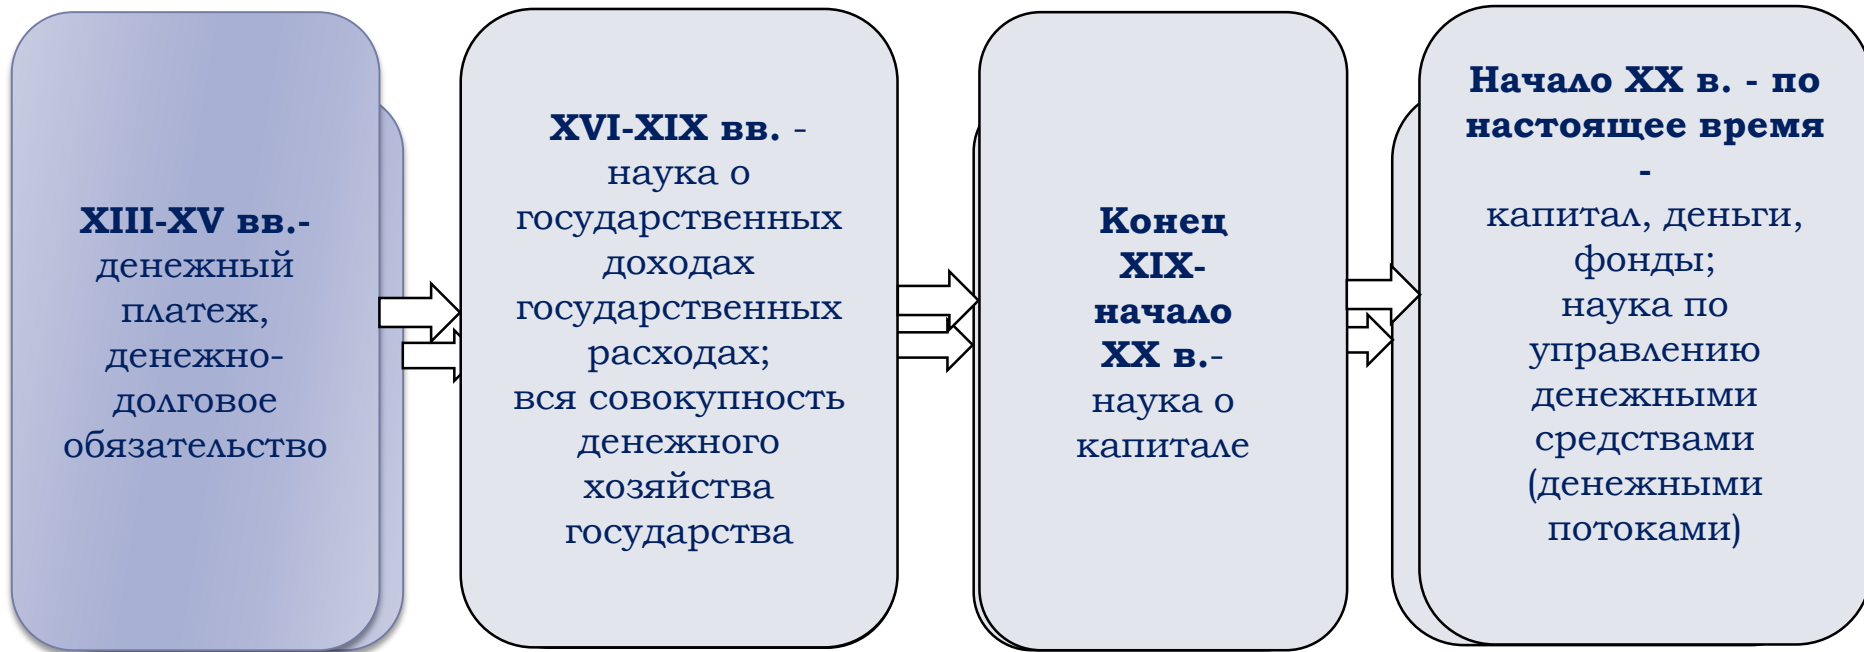 XIII-XV вв.-
денежный
платеж,
денежно-
долговое
обязательство
XVI-XIX вв. -
наука о
государственных
доходах
государственных
расходах;
вся совокупность
денежного
хозяйства
государства
Конец
XIX-
начало
XX в.-
наука о
капитале
Начало XX в. - по
настоящее время
-
капитал, деньги,
фонды;
наука по
управлению
денежными
средствами
(денежными
потоками)